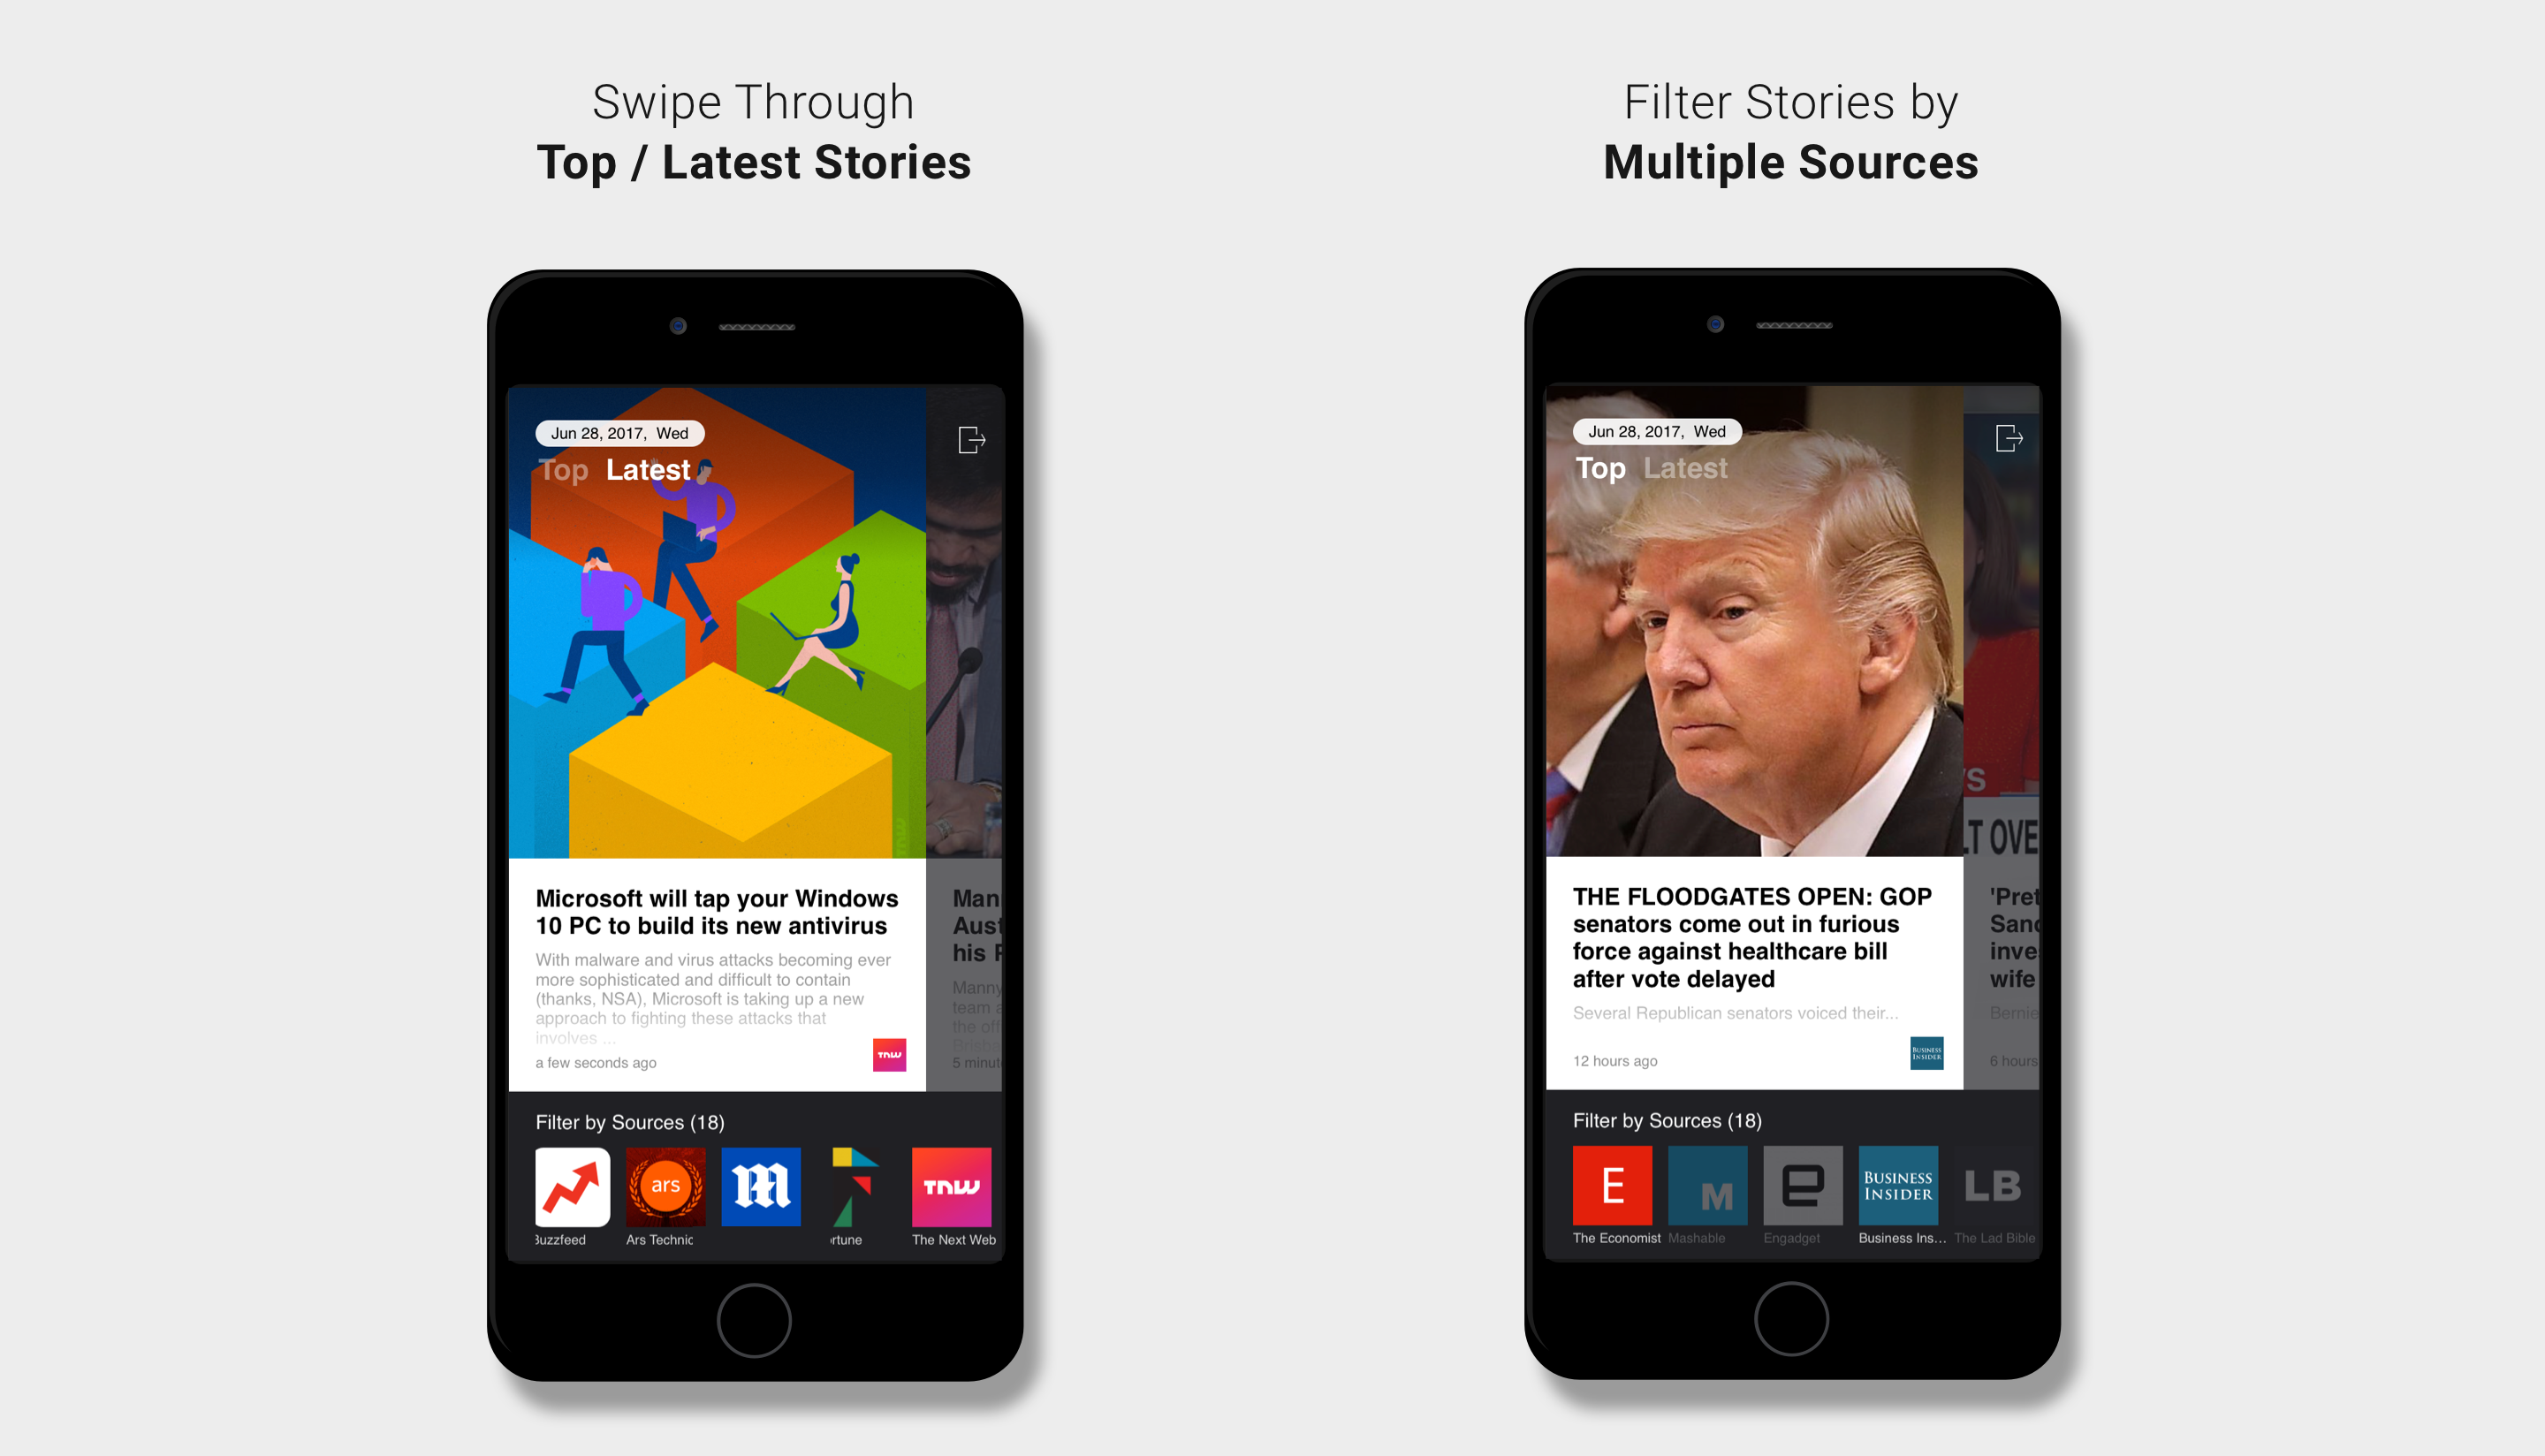 Swipe Through
Top / Latest Stories
Jun 28, 2017, Wed
Top Latest
TNW
Microsoft will tap your Windows
10 PC to build its new antivirus
With malware and virus attacks becoming ever
more sophisticated and difficult to contain
(thanks, NSA), Microsoft is taking up a new
approach to fighting these attacks that
involves ...
a few seconds ago
TNW
Man
Aust
his
Manny
team a
the off
Brisba
5 minut
Filter by Sources (18)
ars
m
TNW
Buzzfeed
Ars Technic
rtune
The Next Web
Filter Stories by
Multiple Sources
Jun 28, 2017, Wed
Top Latest
'S
LT OVE
THE FLOODGATES OPEN: GOP
senators come out in furious
force against healthcare bill
after vote delayed
Several Republican senators voiced their...
12 hours ago
BUSINESS
INSIDER
'Pret
Sand
inve
wife
Bernie
6 hours
Filter by Sources (18)
E
M
e
BUSINESS
INSIDER
LB
The Economist
Mashable
Engadget
Business Ins...
The Lad Bible